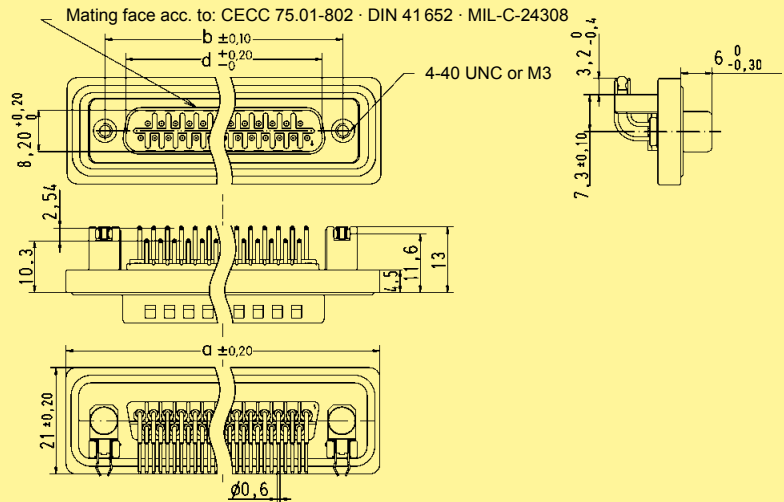 Mating face acc. to: CECC 75.01-802 · DIN 41 652 · MIL-C-24308
b ±0,10
d +0,20 -0
4-40 UNC or M3
8,20 +0,20 0
3,2 0 -0,4
6 0 -0,30
7.3 ±0,10
2,54
10.3
4,5
11,6
13
a ±0,20
21 ±0,20
ø0,6